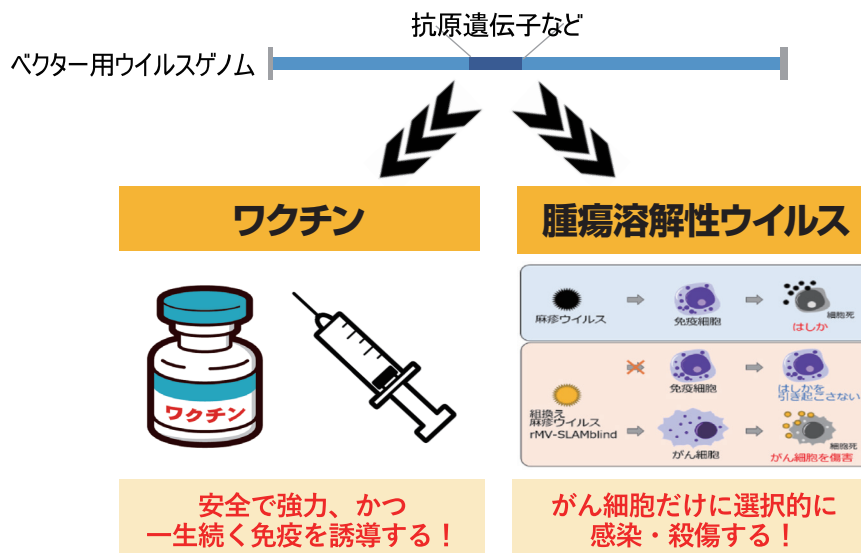 抗原遺伝子など
ベクター用ウイルスゲノム
ワクチン
腫瘍溶解性ウイルス
ワクチン
麻疹ウイルス
免疫細胞
細胞死
はしか
免疫細胞
はしかを
引き起こさない
組換え
麻疹ウイルス
rMV-SLAMblind
がん細胞
細胞死
がん細胞を傷害
安全で強力、かつ
一生続く免疫を誘導する！
がん細胞だけに選択的に
感染・殺傷する！